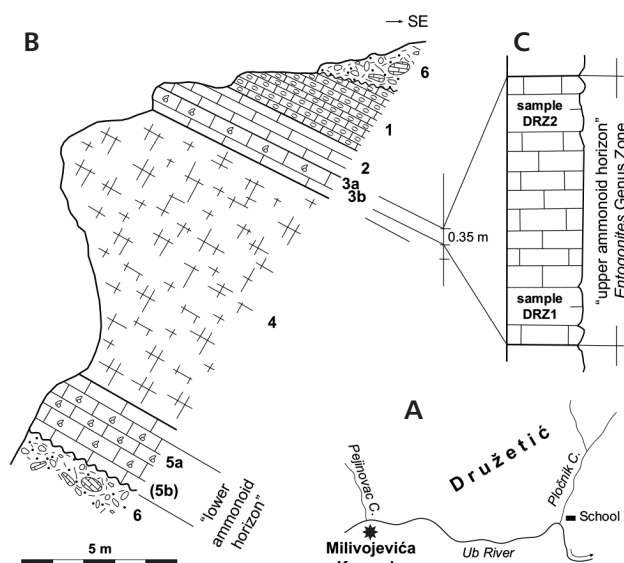 B
SE
6
1
2
3a
3b
4
5a
(5b)
6
"lower
ammonoid
horizon"
5 m
0.35 m
C
sample
DRZ2
sample
DRZ1
"upper ammonoid horizon"
Entogonites Genus Zone
A
Družetić
Pejinovac C.
Pločnik C.
School
Ub River
Milivojevića